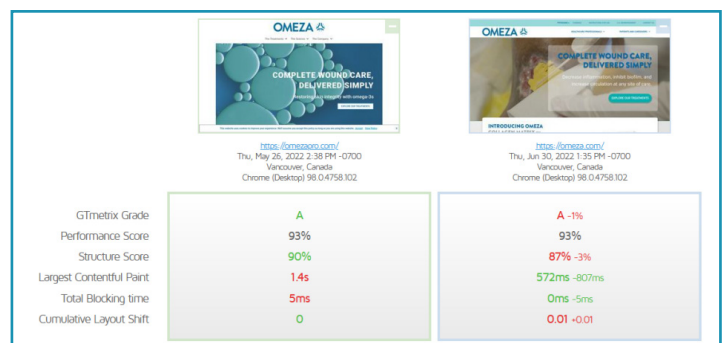 OMEZA
COMPLETE WOUND CARE,
DELIVERED SIMPLY
OMEZA
COMPLETE WOUND CARE,
DELIVERED SIMPLY
INTRODUCING OMEZA
https://omezapro.com/
Thu, May 26, 2022 2:38 PM -0700
Vancouver, Canada
Chrome (Desktop) 98.0.4758.102
https://omeza.com/
Thu, Jun 30, 2022 1:35 PM -0700
Vancouver, Canada
Chrome (Desktop) 98.0.4758.102
GTmetrix Grade A A -1%
Performance Score 93% 93%
Structure Score 90% 87% -3%
Largest Contentful Paint 1.4s 572ms -807ms
Total Blocking time 5ms 0ms -5ms
Cumulative Layout Shift 0 0.01 +0.01